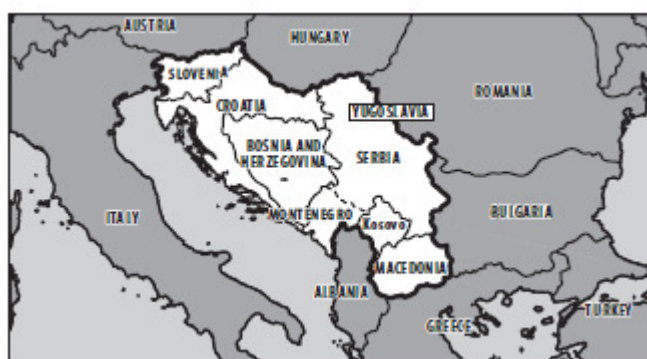 AUSTRIA
HUNGARY
SLOVENIA
ROMANIA
CROATIA
YUGOSLAVIA
BOSNIA AND
HERZEGOVINA
SERBIA
ITALY
MONTENEGRO
Kosovo
BULGARIA
MACEDONIA
ALBANIA
TURKEY
GREECE